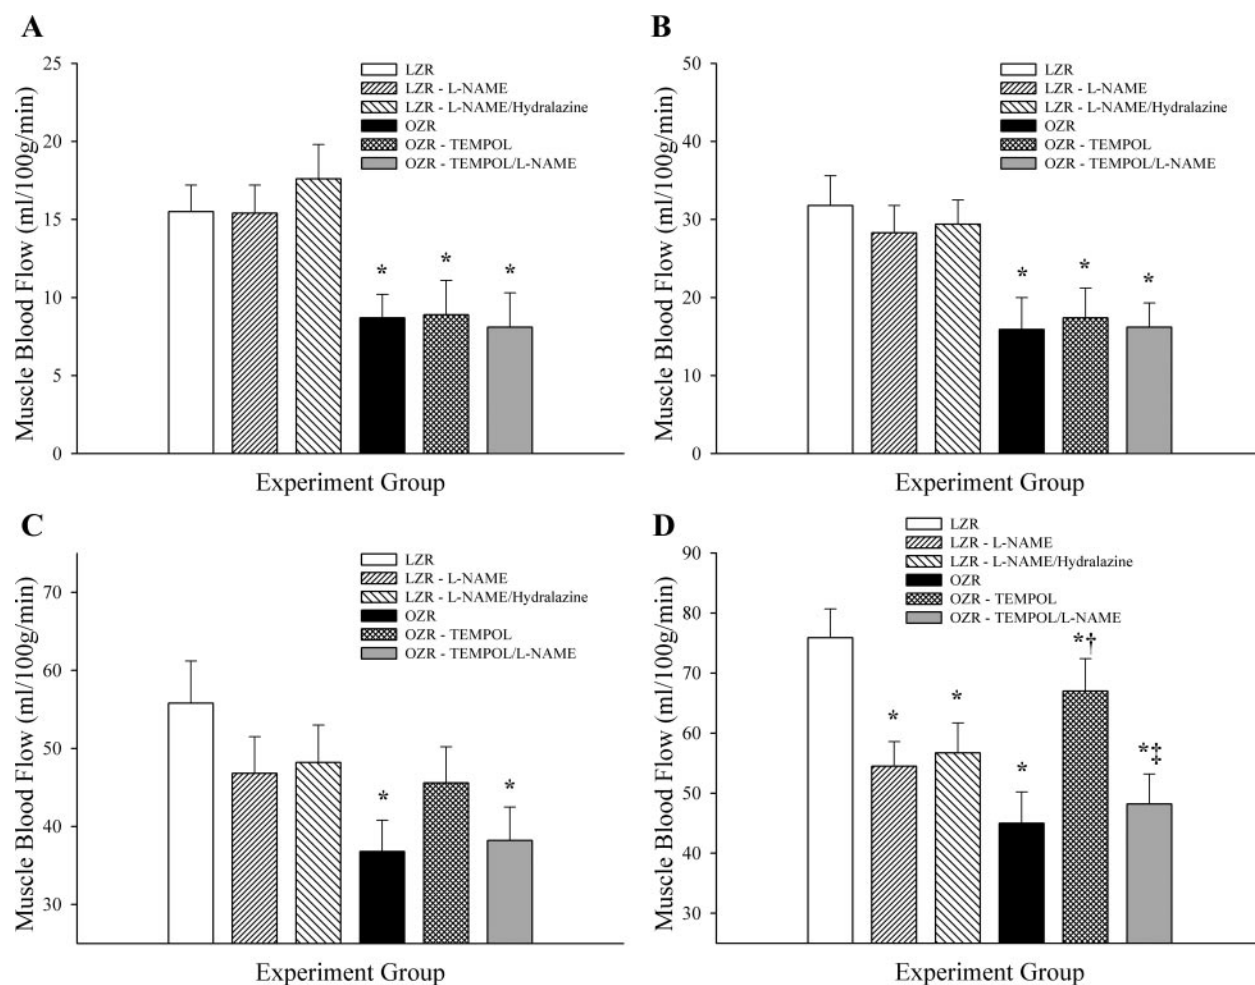 A
Muscle Blood Flow (ml/100g/min)
25
20
15
10
5
0
LZR
LZR - L-NAME
LZR - L-NAME/Hydralazine
OZR
OZR - TEMPOL
OZR - TEMPOL/L-NAME
*
*
*
Experiment Group
B
Muscle Blood Flow (ml/100g/min)
50
40
30
20
10
0
LZR
LZR - L-NAME
LZR - L-NAME/Hydralazine
OZR
OZR - TEMPOL
OZR - TEMPOL/L-NAME
*
*
*
Experiment Group
C
Muscle Blood Flow (ml/100g/min)
70
60
50
40
30
LZR
LZR - L-NAME
LZR - L-NAME/Hydralazine
OZR
OZR - TEMPOL
OZR - TEMPOL/L-NAME
*
*
Experiment Group
D
Muscle Blood Flow (ml/100g/min)
90
80
70
60
50
40
30
LZR
LZR - L-NAME
LZR - L-NAME/Hydralazine
OZR
OZR - TEMPOL
OZR - TEMPOL/L-NAME
*
*
*
*†
*‡
Experiment Group